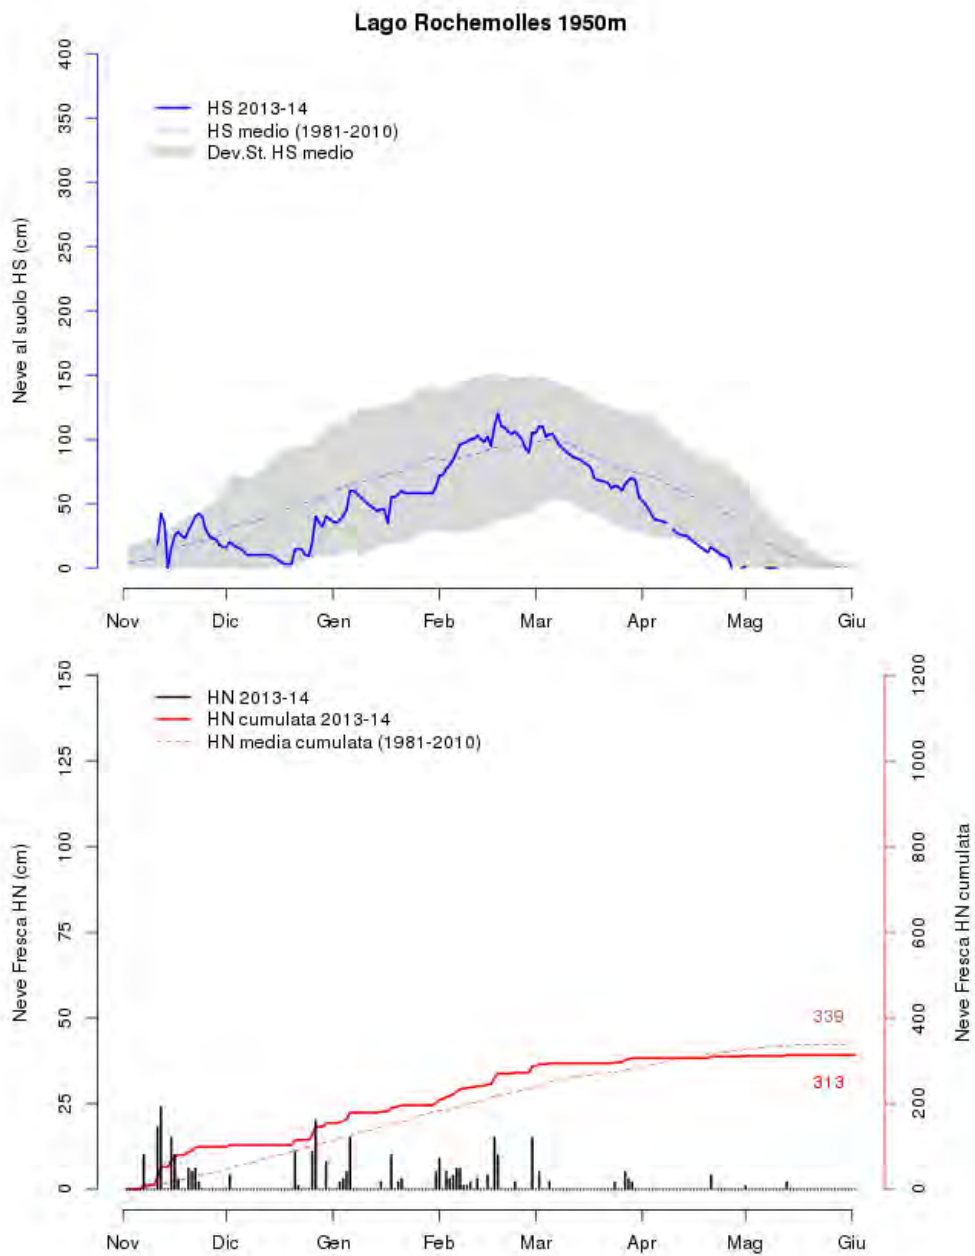 Lago Rochemolles 1950m
400
350
300
250
200
150
100
50
0
Neve al suolo HS (cm)
HS 2013-14
HS medio (1981-2010)
Dev.St. HS medio
Nov Dic Gen Feb Mar Apr Mag Giu
150
125
100
75
50
25
0
Neve Fresca HN (cm)
HN 2013-14
HN cumulata 2013-14
HN media cumulata (1981-2010)
339
313
1200
1000
800
600
400
200
0
Neve Fresca HN cumulata
Nov Dic Gen Feb Mar Apr Mag Giu